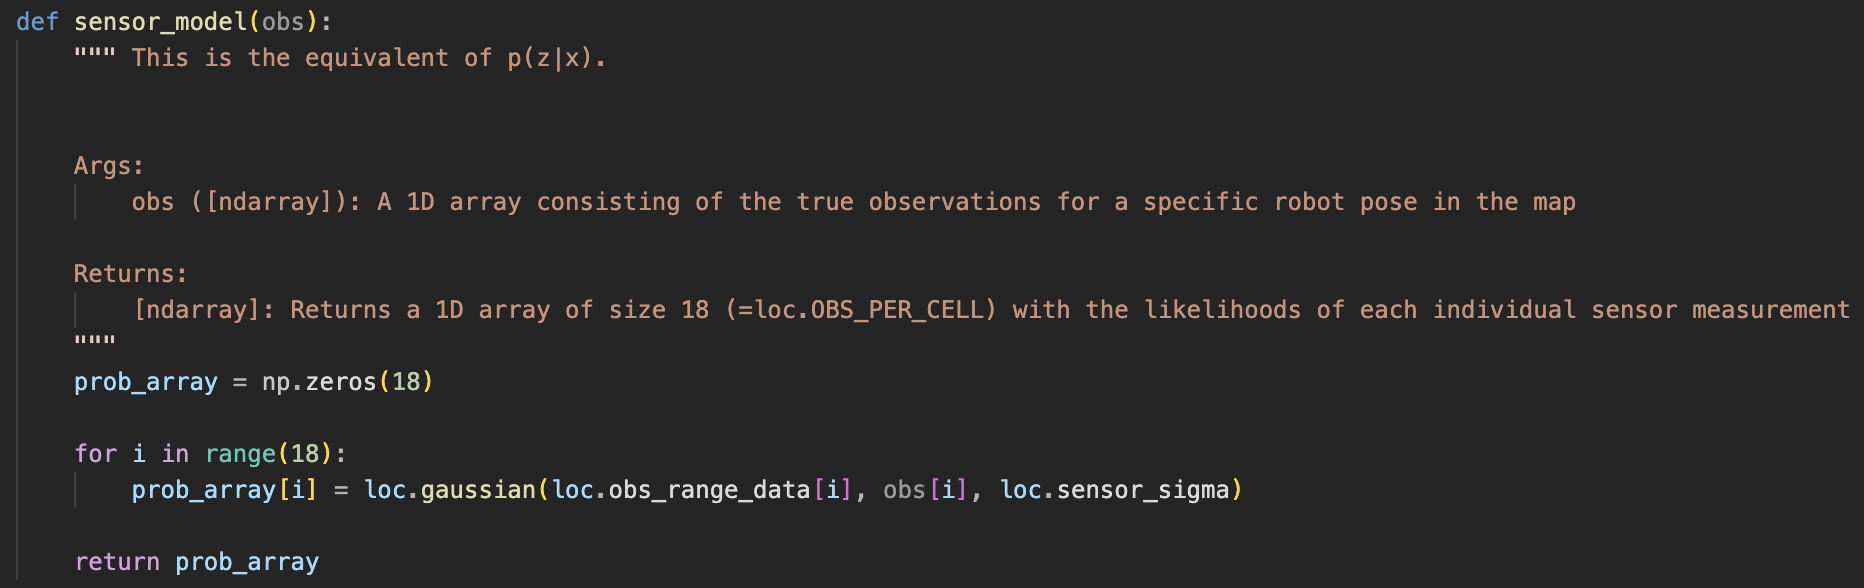 def sensor_model(obs):
    """ This is the equivalent of p(z|x).
    Args:
        obs ([ndarray]): A 1D array consisting of the true observations for a specific robot pose in the map
    Returns:
        [ndarray]: Returns a 1D array of size 18 (=loc.OBS_PER_CELL) with the likelihoods of each individual sensor measurement
    """
    prob_array = np.zeros(18)
    for i in range(18):
        prob_array[i] = loc.gaussian(loc.obs_range_data[i], obs[i], loc.sensor_sigma)
    return prob_array